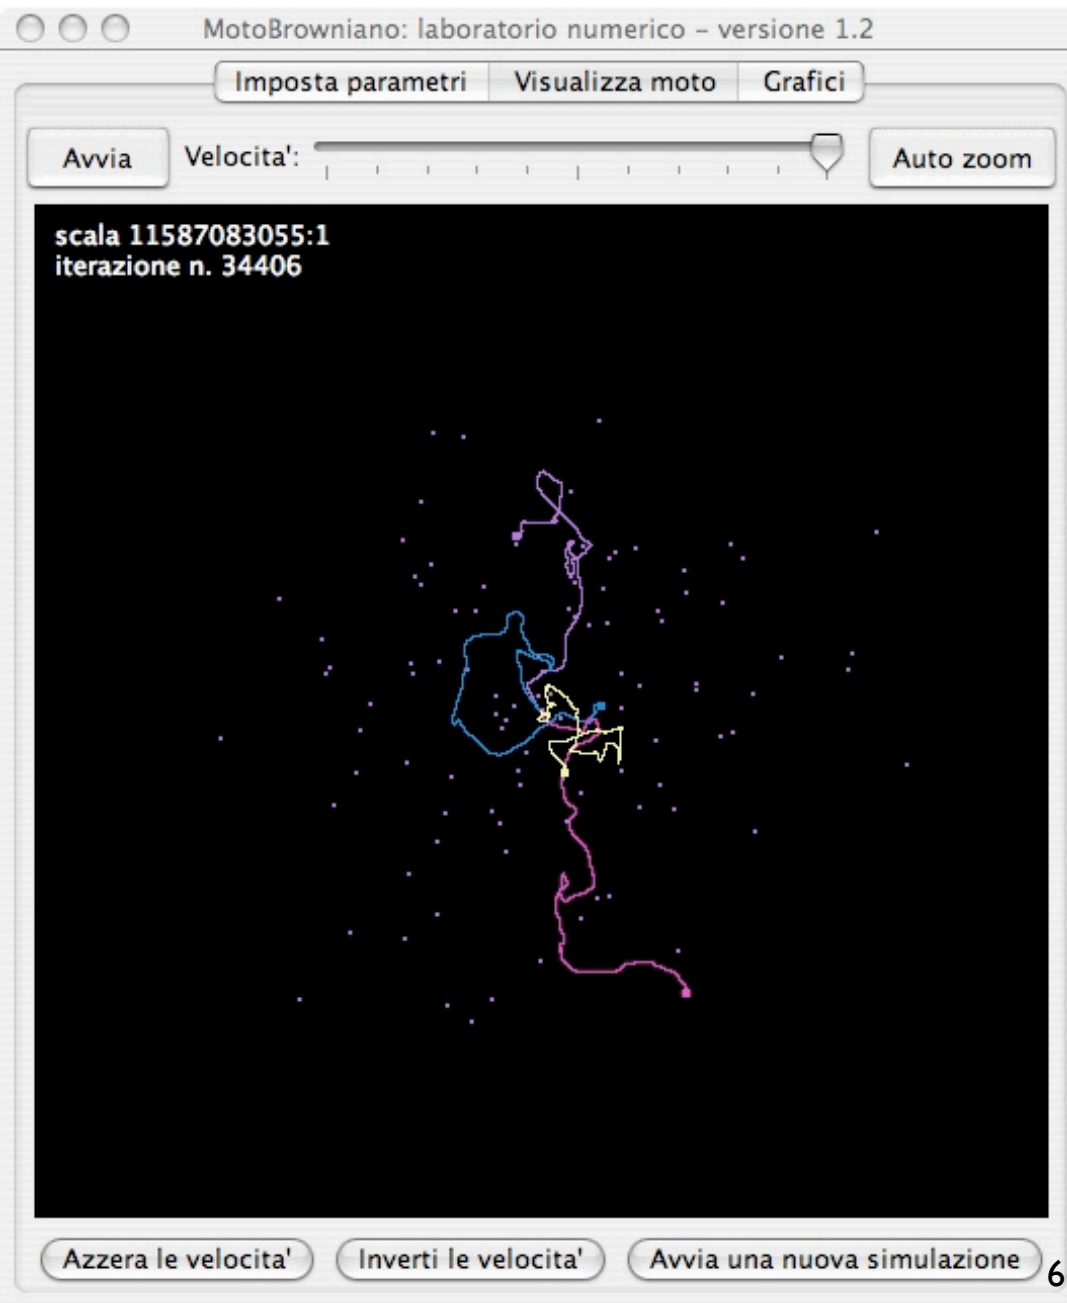 MotoBrowniano: laboratorio numerico – versione 1.2
Imposta parametri Visualizza moto Grafici
Avvia Velocita': Auto zoom
scala 11587083055:1
iterazione n. 34406
Azzera le velocita' Inverti le velocita' Avvia una nuova simulazione
6